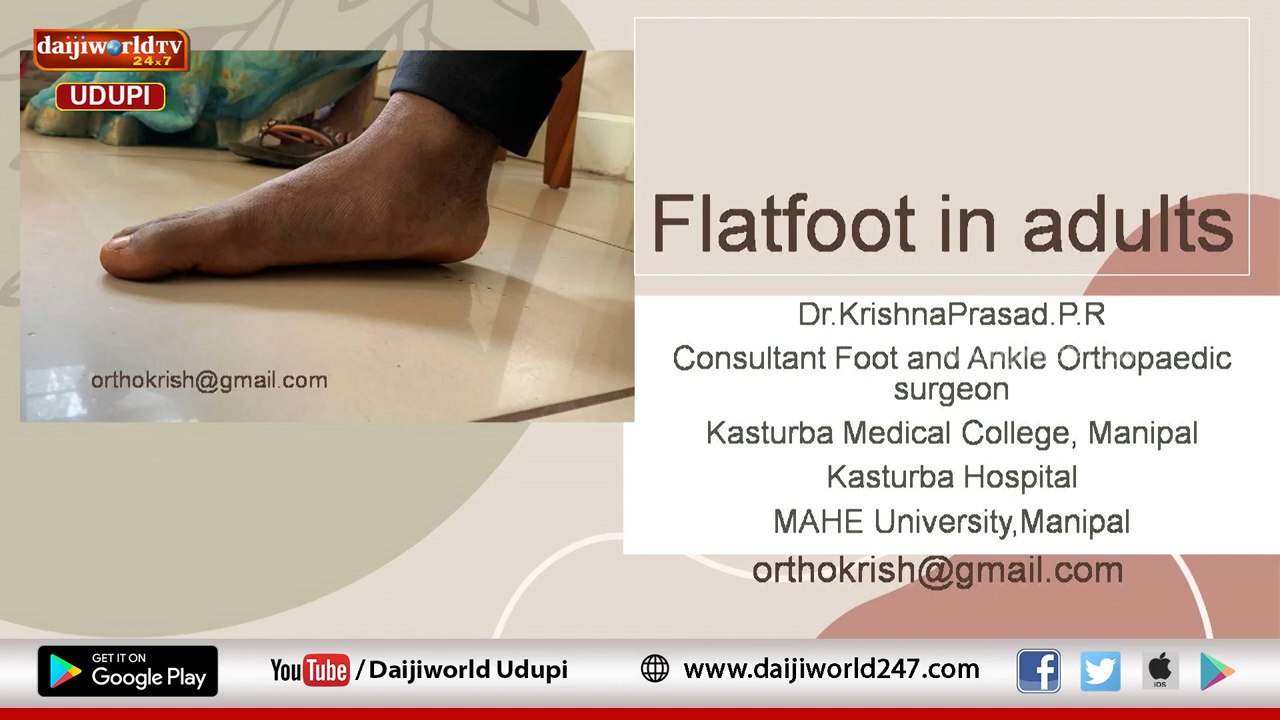 daijiworldTV
24x7
UDUPI
orthokrish@gmail.com
Flatfoot in adults
Dr.KrishnaPrasad.P.R
Consultant Foot and Ankle Orthopaedic
surgeon
Kasturba Medical College, Manipal
Kasturba Hospital
MAHE University,Manipal
orthokrish@gmail.com
GET IT ON
Google Play
YouTube / Daijiworld Udupi
www.daijiworld247.com
iOS